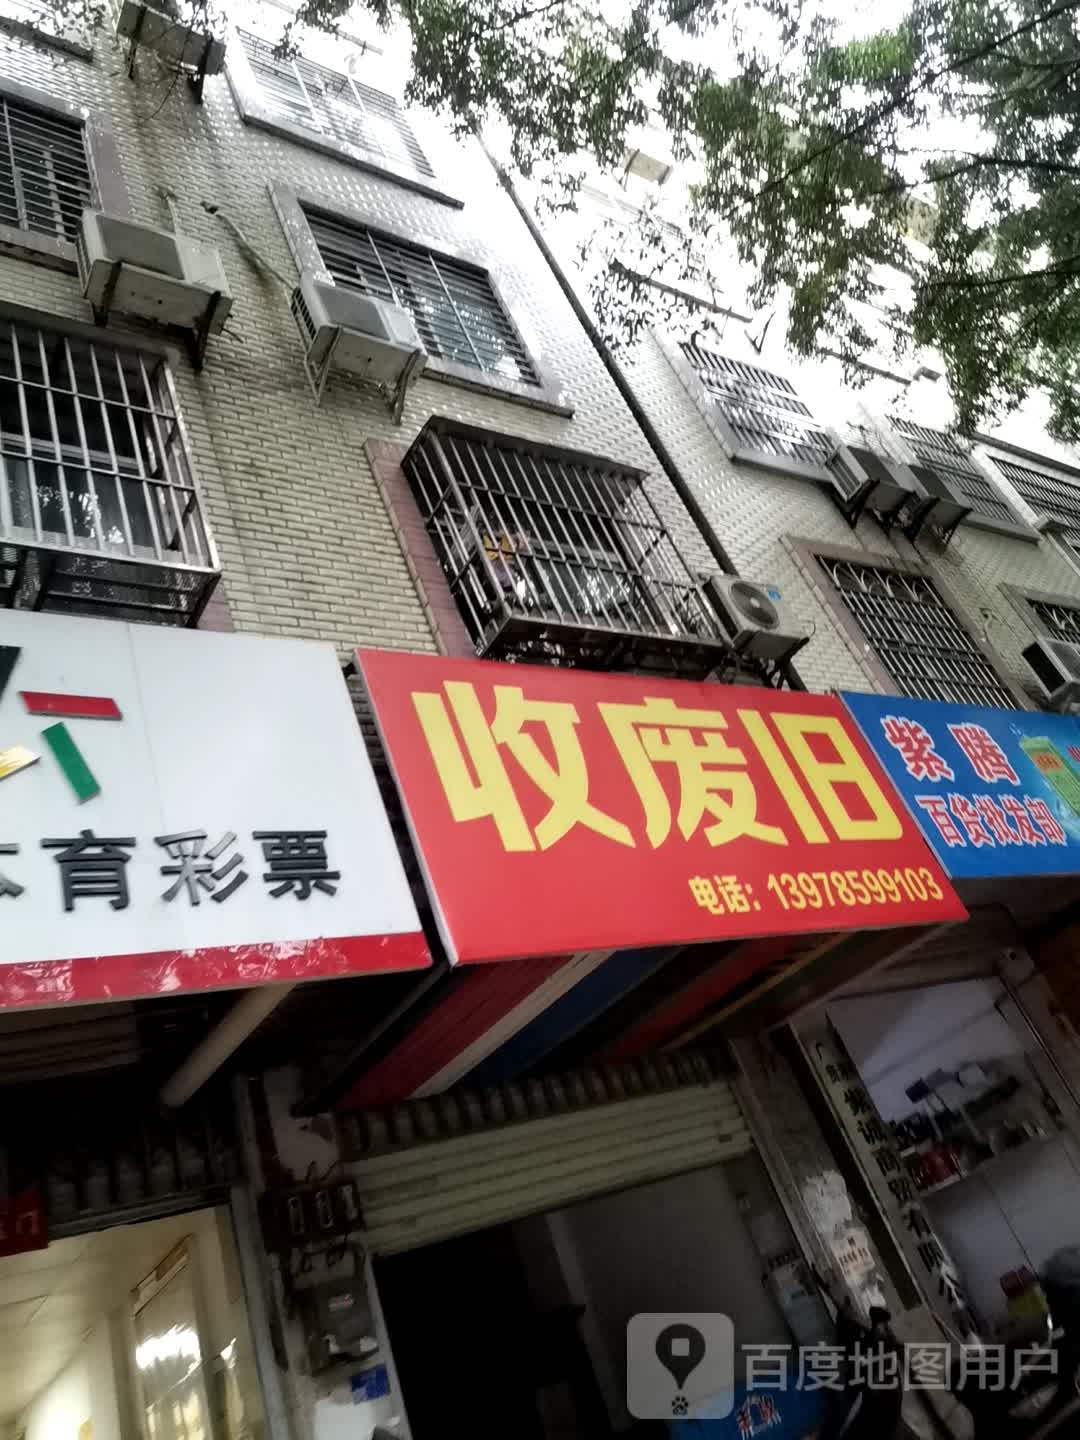 体育彩票
收废旧
电话：13978599103
紫腾
百货批发部
百度地图用户